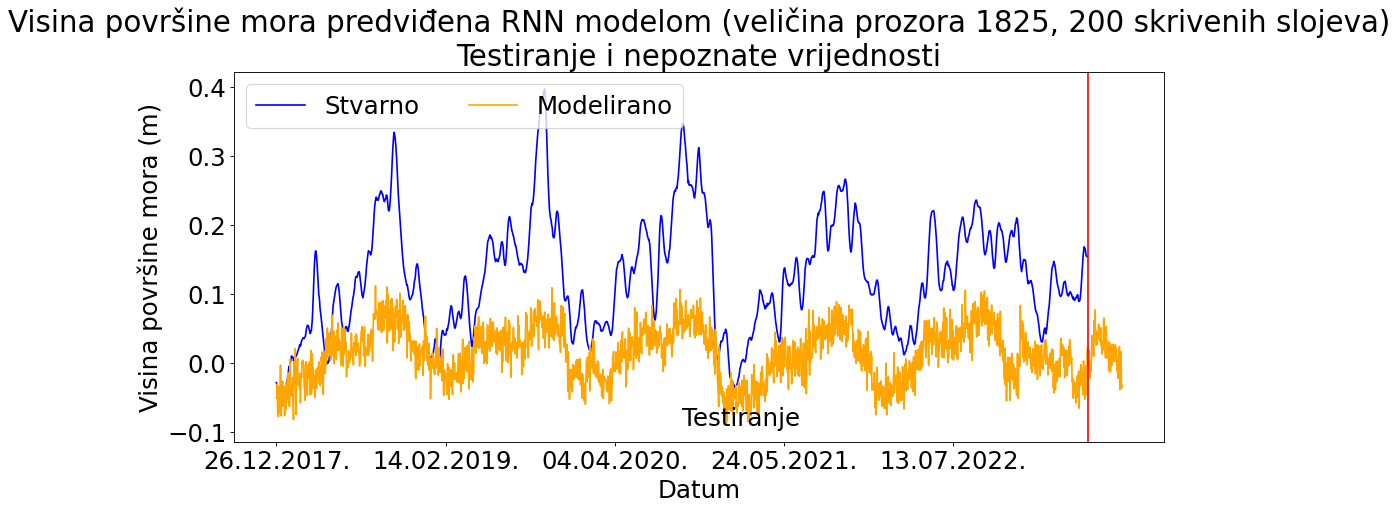 Visina površine mora predviđena RNN modelom (veličina prozora 1825, 200 skrivenih slojeva)
Testiranje i nepoznate vrijednosti
Stvarno Modelirano
Visina površine mora (m)
0.4
0.3
0.2
0.1
0.0
−0.1
Testiranje
26.12.2017. 14.02.2019. 04.04.2020. 24.05.2021. 13.07.2022.
Datum